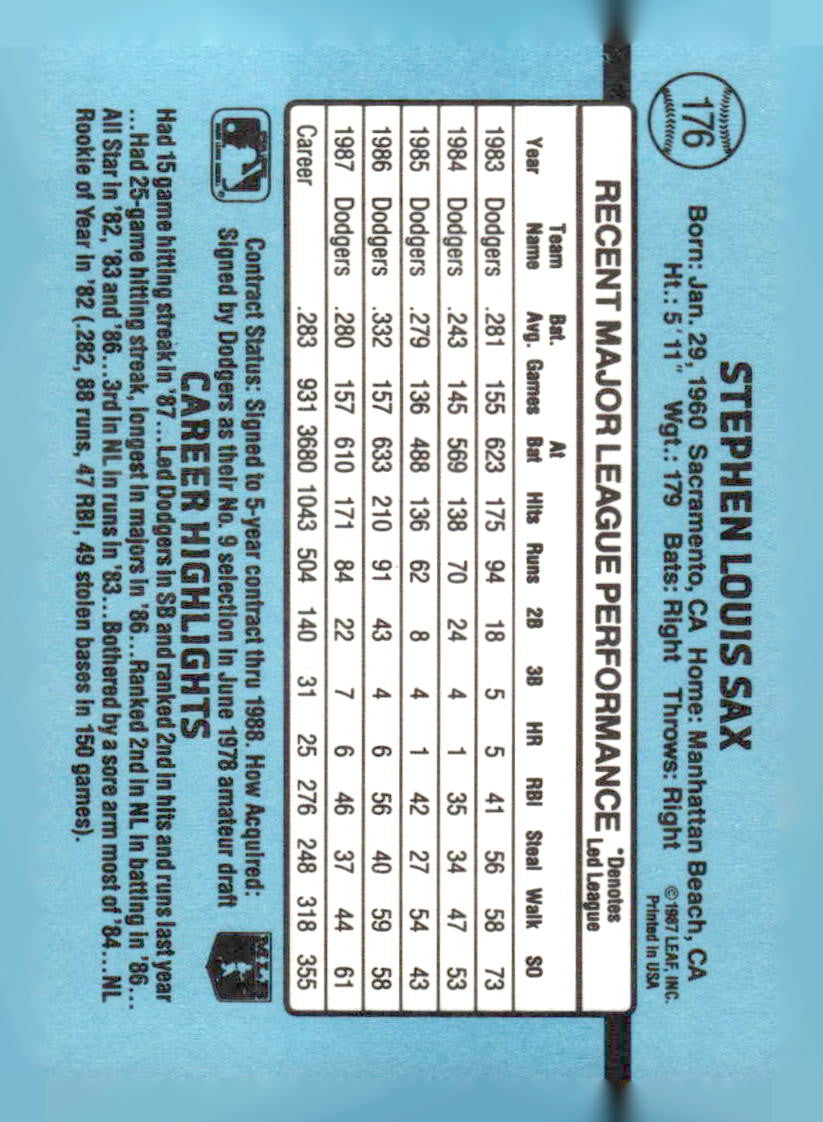 176
STEPHEN LOUIS SAX
Born: Jan. 29, 1960 Sacramento, CA Home: Manhattan Beach, CA
Ht.: 5'11" Wgt.: 179 Bats: Right Throws: Right
©1987 LEAF, INC.
Printed in USA
RECENT MAJOR LEAGUE PERFORMANCE *Denotes Led League
Year Team Name Bat. Avg. Games At Bat Hits Runs 2B 3B HR RBI Steal Walk SO
1983 Dodgers .281 155 623 175 94 18 5 5 41 56 58 73
1984 Dodgers .243 145 569 138 70 24 4 1 35 34 47 53
1985 Dodgers .279 136 488 136 62 8 4 1 42 27 54 43
1986 Dodgers .332 157 633 210 91 43 4 6 56 40 59 58
1987 Dodgers .280 157 610 171 84 22 7 6 46 37 44 61
Career .283 931 3680 1043 504 140 31 25 276 248 318 355
Contract Status: Signed to 5-year contract thru 1988. How Acquired:
Signed by Dodgers as their No. 9 selection in June 1978 amateur draft
MLB
CAREER HIGHLIGHTS
Had 15 game hitting streak in '87...Led Dodgers in SB and ranked 2nd in hits and runs last year
...Had 25-game hitting streak, longest in majors in '86...Ranked 2nd in NL in batting in '86...
All Star in '82, '83 and '86...3rd in NL in runs in '83...Bothered by a sore arm most of '84...NL
Rookie of Year in '82 (.282, 88 runs, 47 RBI, 49 stolen bases in 150 games).